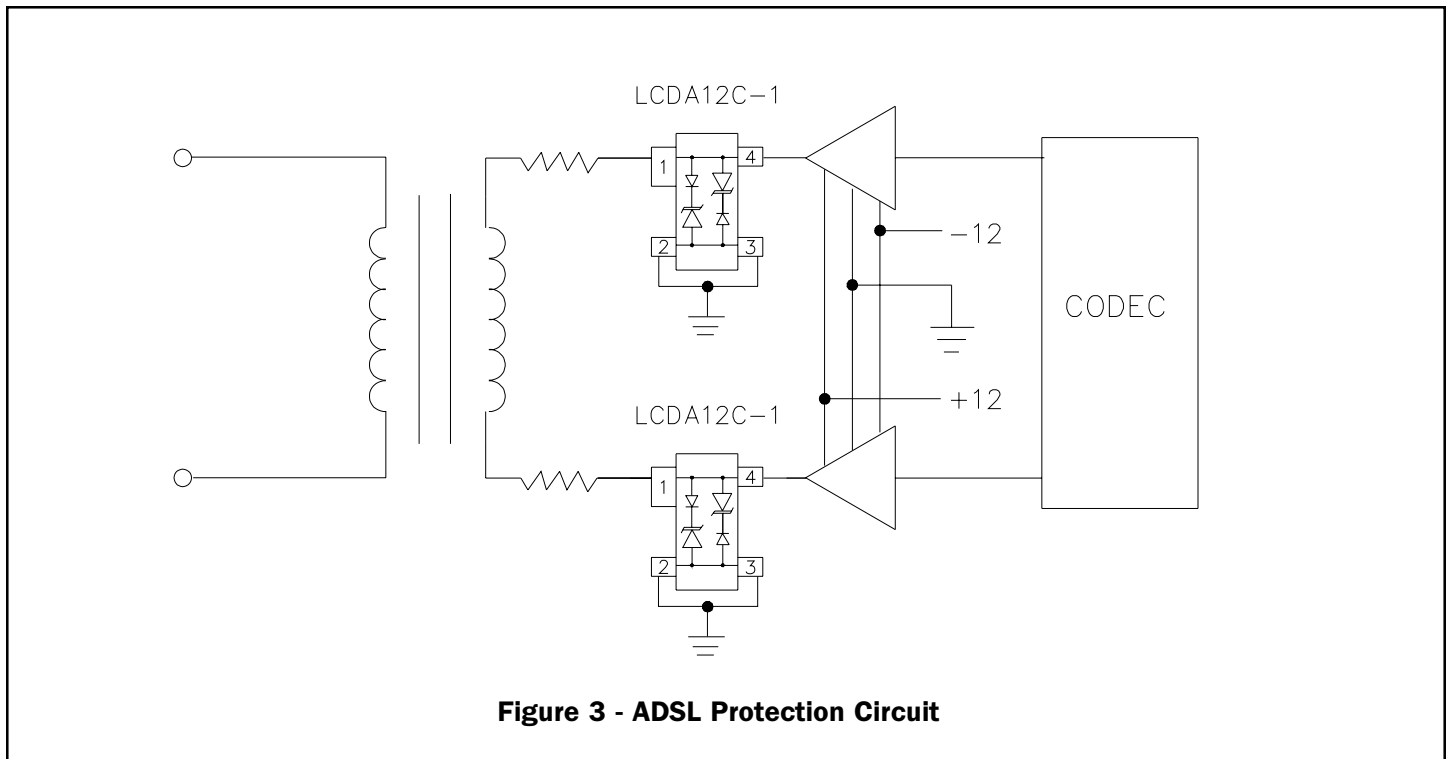 LCDA12C-1
1
4
2
3
-12
CODEC
+12
LCDA12C-1
1
4
2
3
Figure 3 - ADSL Protection Circuit